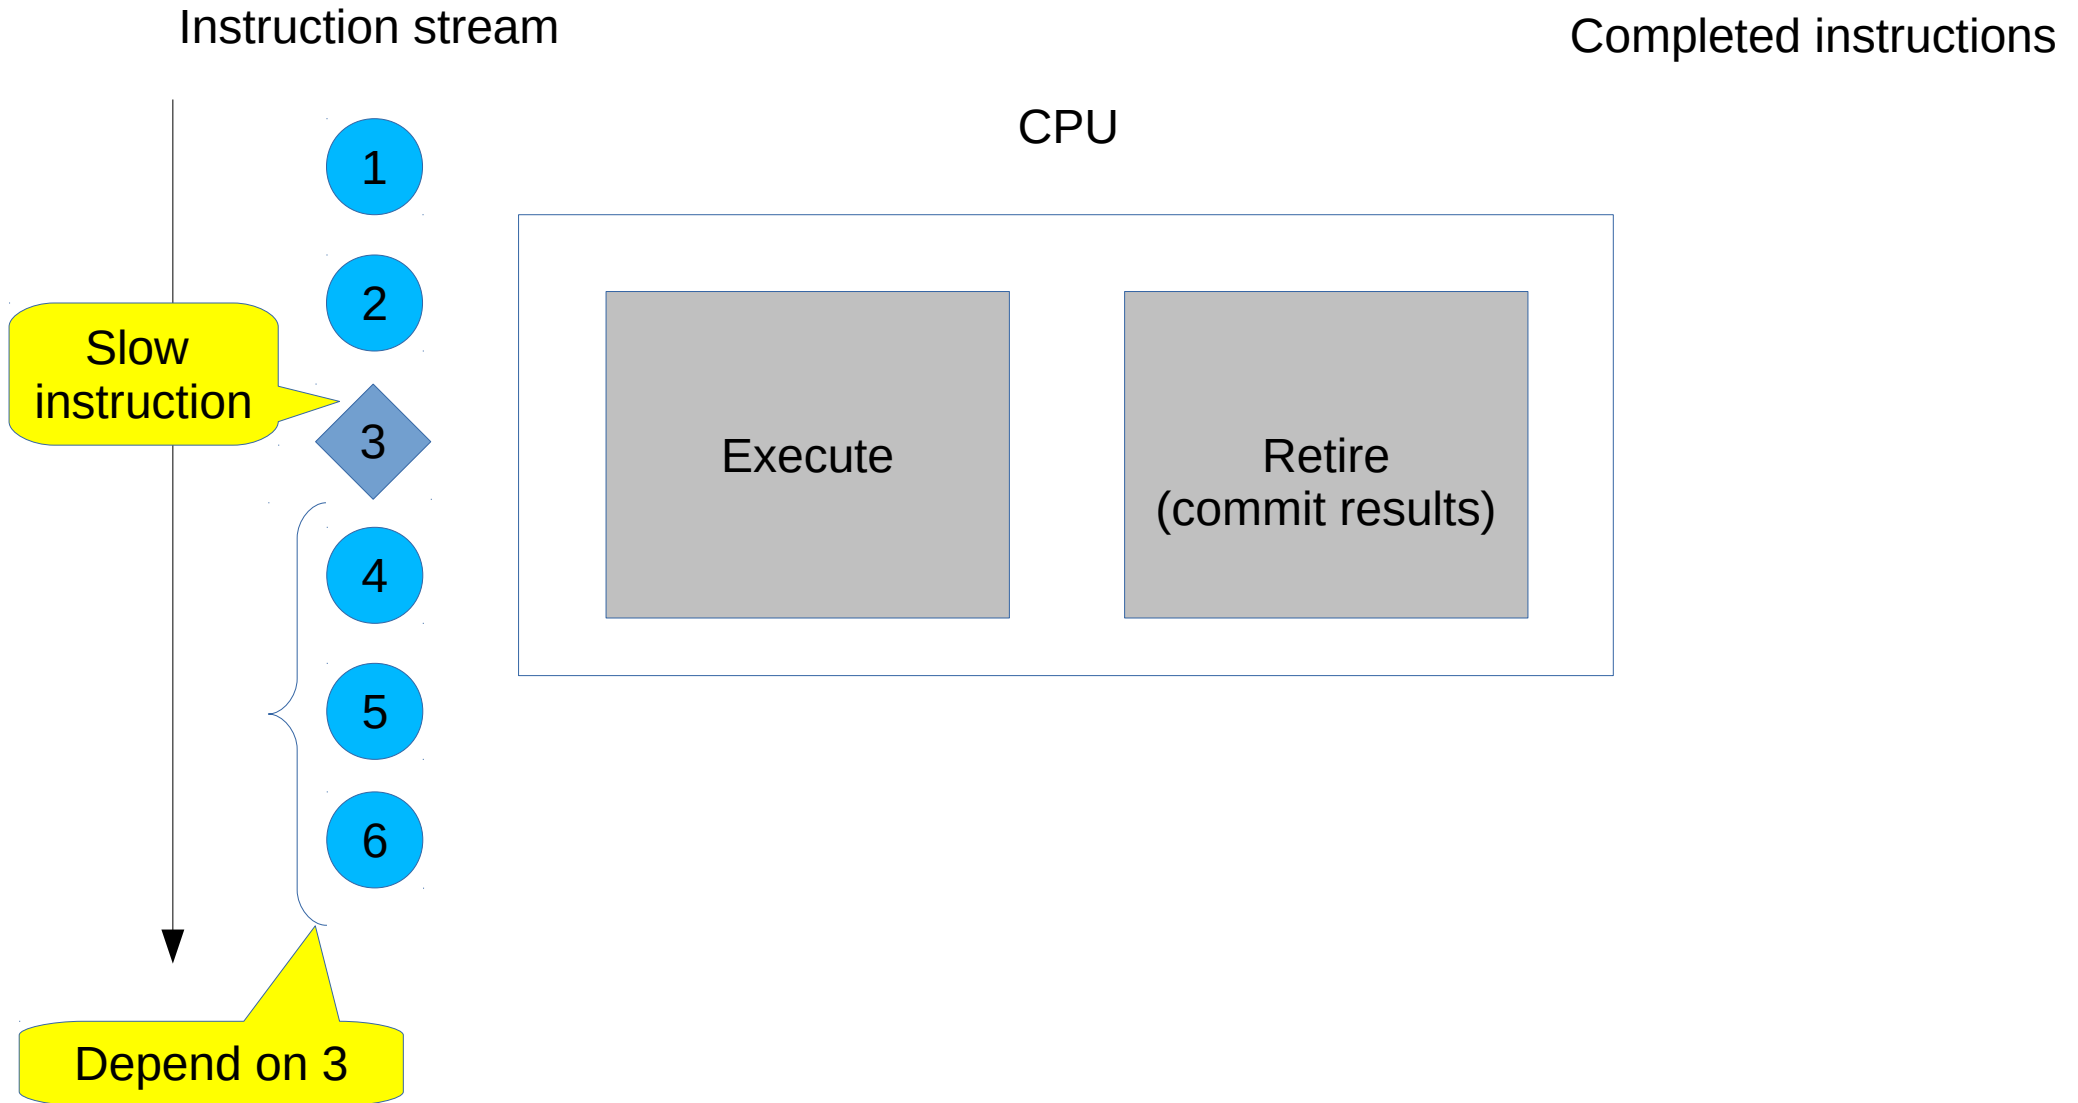 Instruction stream
Completed instructions
CPU
1
2
Slow
instruction
3
Execute
Retire
(commit results)
4
5
6
Depend on 3